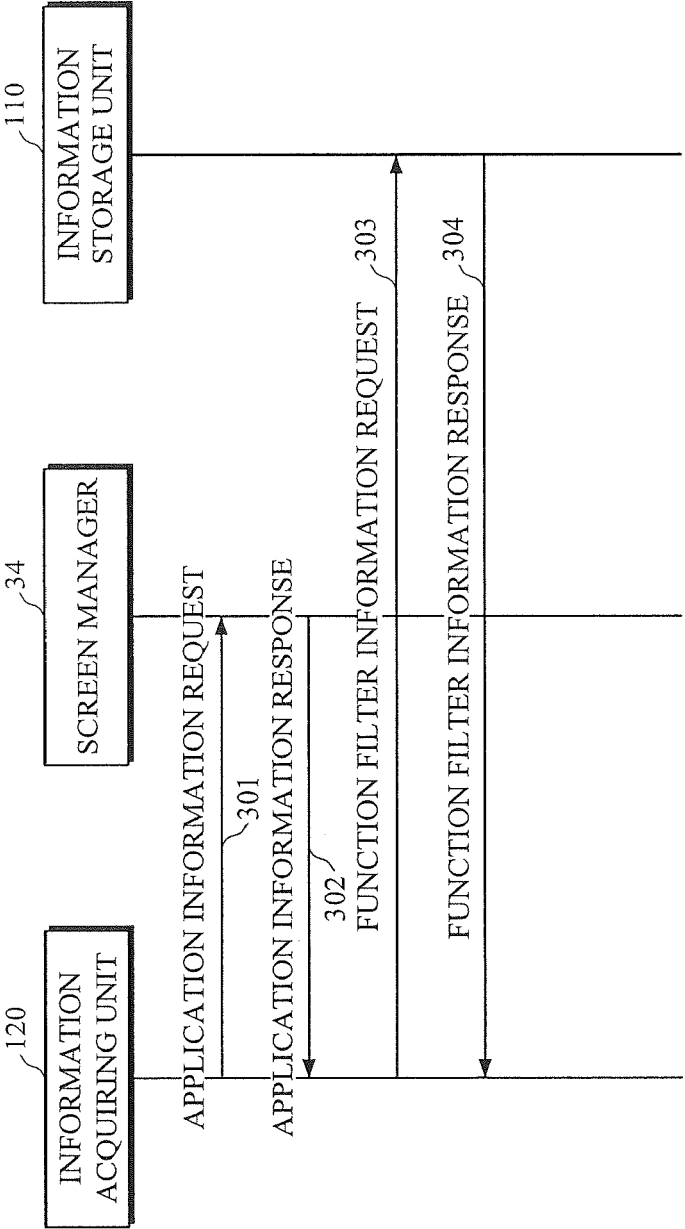 120
INFORMATION
ACQUIRING UNIT
34
SCREEN MANAGER
110
INFORMATION
STORAGE UNIT
APPLICATION INFORMATION REQUEST
301
APPLICATION INFORMATION RESPONSE
302
FUNCTION FILTER INFORMATION REQUEST
303
FUNCTION FILTER INFORMATION RESPONSE
304